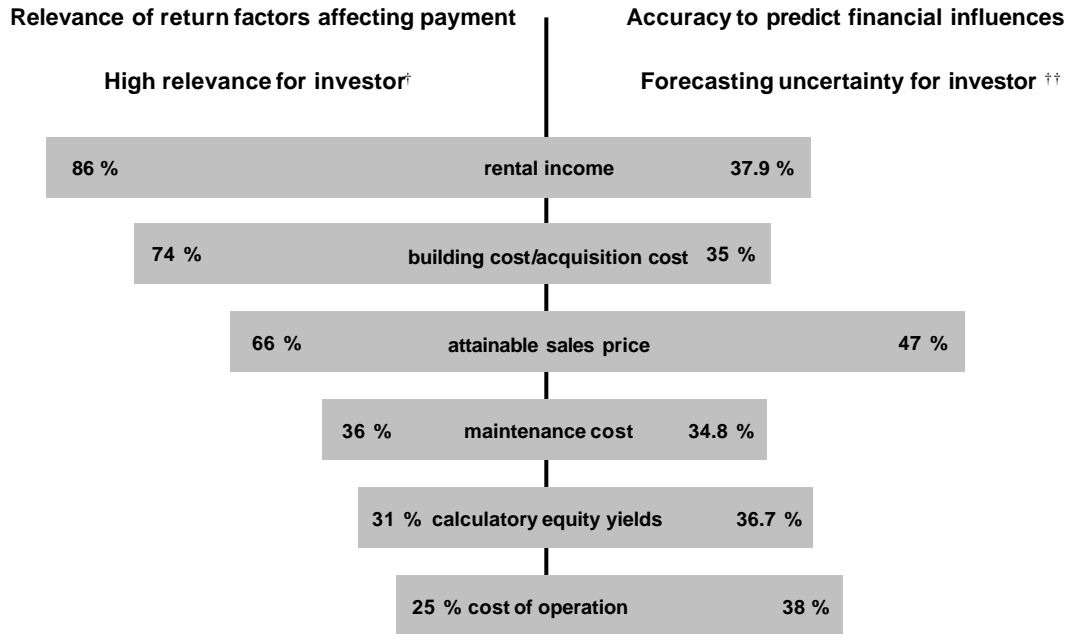 Relevance of return factors affecting payment
Accuracy to predict financial influences
High relevance for investor†
Forecasting uncertainty for investor ††
86 % rental income 37.9 %
74 % building cost/acquisition cost 35 %
66 % attainable sales price 47 %
36 % maintenance cost 34.8 %
31 % calculatory equity yields 36.7 %
25 % cost of operation 38 %